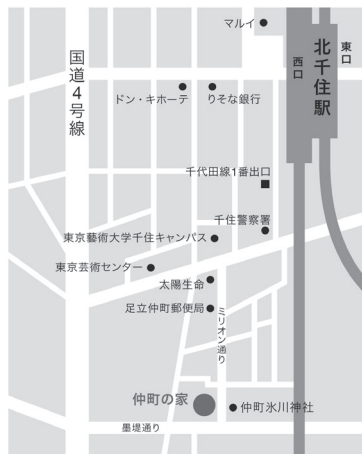 マルイ
東口
北千住駅
西口
国道4号線
ドン・キホーテ
りそな銀行
千代田線1番出口
千住警察署
東京藝術大学千住キャンパス
東京芸術センター
太陽生命
足立仲町郵便局
ミリオン通り
仲町の家
仲町氷川神社
墨堤通り